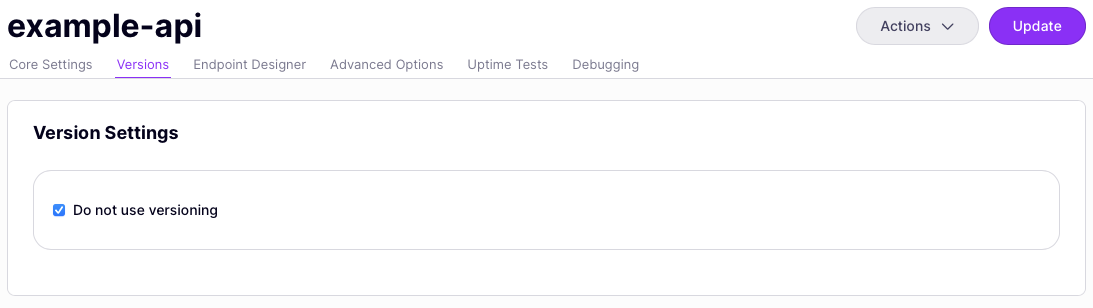 example-api
Actions
Update
Core Settings
Versions
Endpoint Designer
Advanced Options
Uptime Tests
Debugging
Version Settings
Do not use versioning